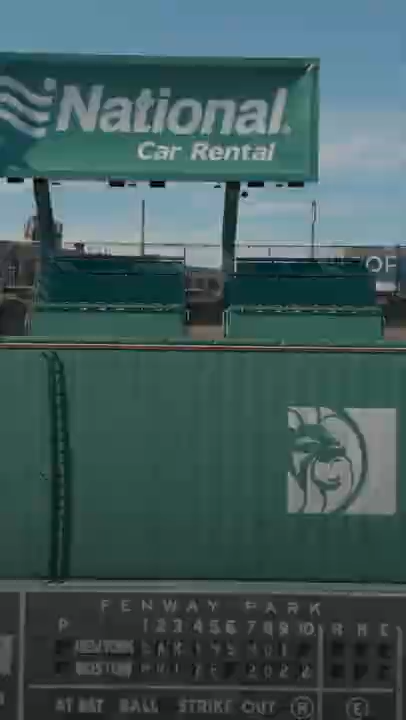 National
Car Rental
OF
FENWAY PARK
P 1 2 3 4 5 6 7 8 9 10 R H E
NEW YORK
BOSTON
AT BAT BALL STRIKE OUT H E